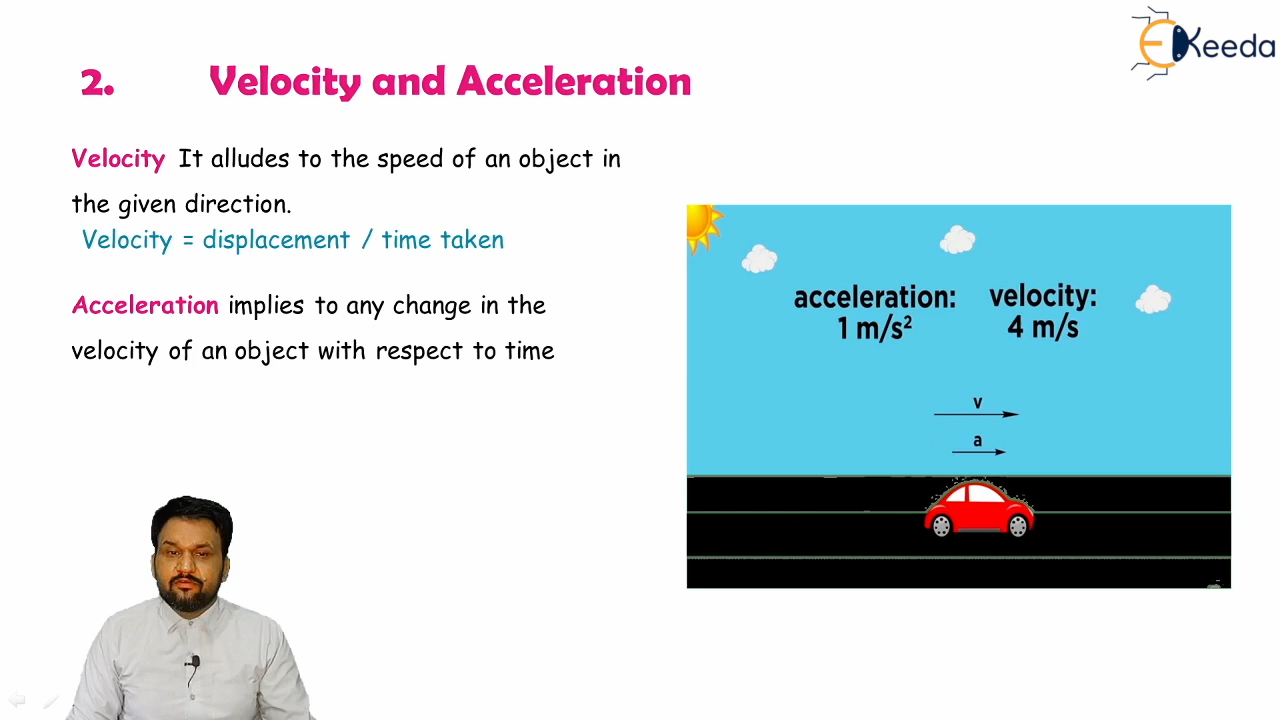 EKeeda
2. Velocity and Acceleration
Velocity It alludes to the speed of an object in
the given direction.
Velocity = displacement / time taken
Acceleration implies to any change in the
velocity of an object with respect to time
acceleration: velocity:
1 m/s² 4 m/s
v
a